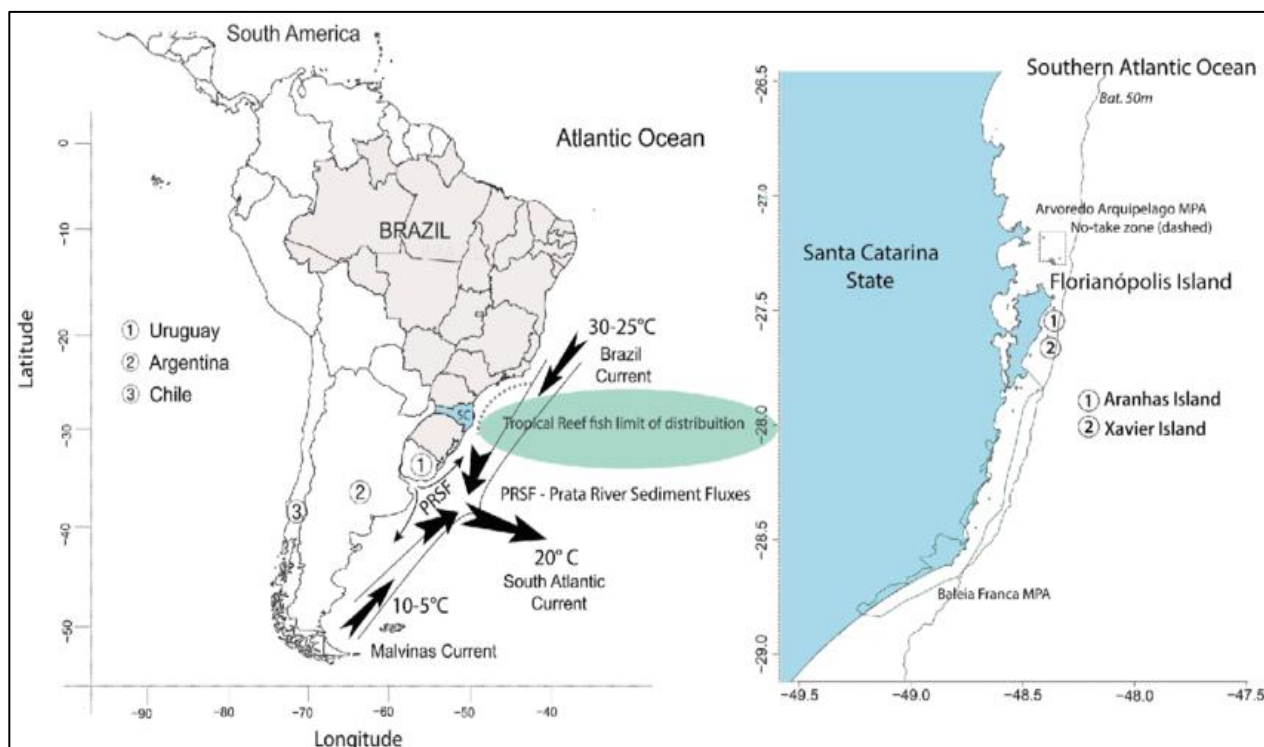 South America
Atlantic Ocean
BRAZIL
Latitude
0
-10
-20
-30
-40
-50
① Uruguay
② Argentina
③ Chile
SC
①
②
③
30-25°C
Brazil
Current
Tropical Reef fish limit of distribuition
PRSF
PRSF - Prata River Sediment Fluxes
20° C
South Atlantic
Current
10-5°C
Malvinas Current
-90
-80
-70
-60
-50
-40
Longitude
Southern Atlantic Ocean
Bat. 50m
-26.5
-27.0
-27.5
-28.0
-28.5
-29.0
Arvoredo Arquipelago MPA
No-take zone (dashed)
Santa Catarina
State
Florianópolis Island
①
②
① Aranhas Island
② Xavier Island
Baleia Franca MPA
-49.5
-49.0
-48.5
-48.0
-47.5